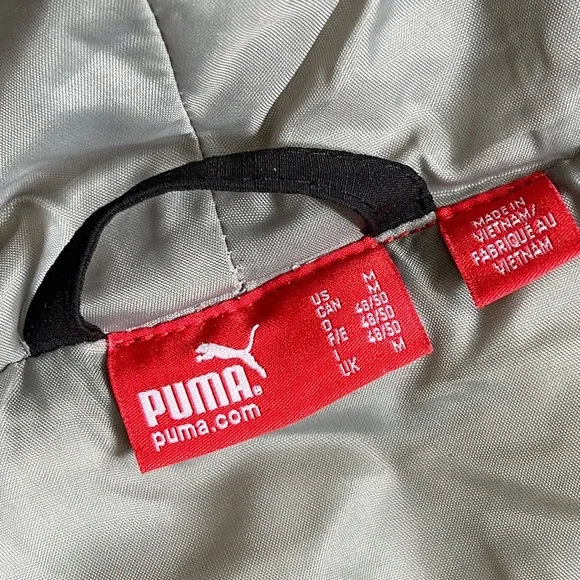 PUMA®
puma.com
US M
CAN M
D 48/50
F/E 48/50
I 48/50
UK M
MADE IN
VIETNAM/
FABRIQUÉ AU
VIETNAM